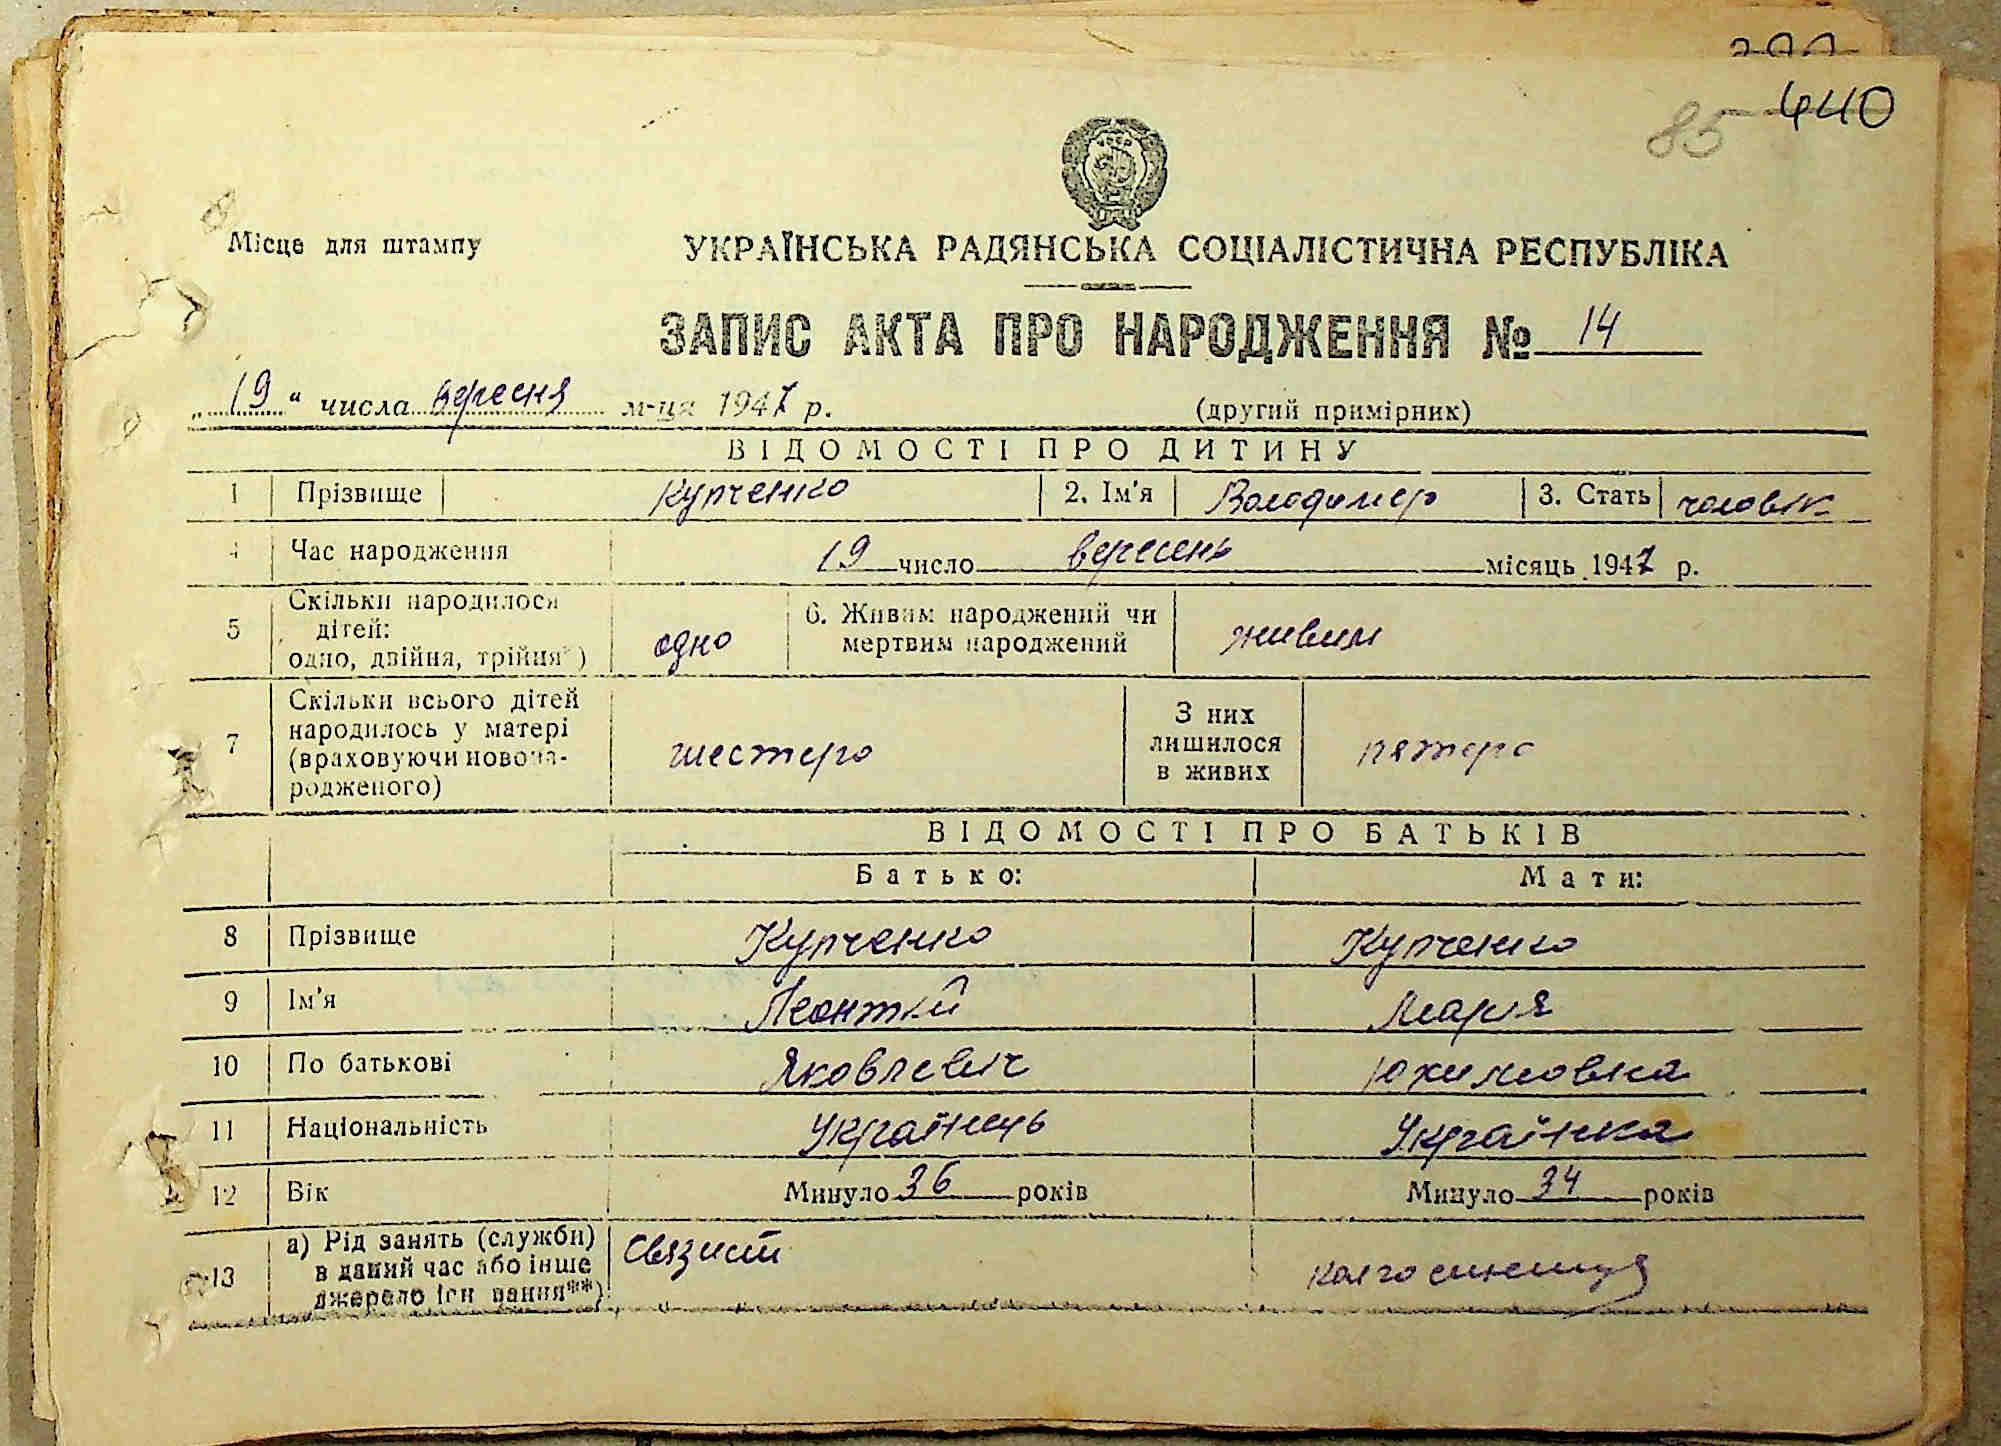 440
85
Місце для штампу
УКРАЇНСЬКА РАДЯНСЬКА СОЦІАЛІСТИЧНА РЕСПУБЛІКА
ЗАПИС АКТА ПРО НАРОДЖЕННЯ № 14
„19“ числа вересня м-ця 1947 р. (другий примірник)
ВІДОМОСТІ ПРО ДИТИНУ
1 Прізвище Купченко 2. Ім'я Володимер 3. Стать чоловік
4 Час народження 19 число вересень місяць 1947 р.
5 Скільки народилося дітей: одно, двійня, трійня*) одно 6. Живим народжений чи мертвим народжений живим
7 Скільки всього дітей народилось у матері (враховуючи новонародженого) шестеро З них лишилося в живих пятеро
ВІДОМОСТІ ПРО БАТЬКІВ
Батько: Мати:
8 Прізвище Купченко Купченко
9 Ім'я Леонтій Марія
10 По батькові Яковлевич Юхимовна
11 Національність Українець Українка
12 Вік Минуло 36 років Минуло 34 років
13 а) Рід занять (служби) в даний час або інше джерело існування**) Связист колгоспниця